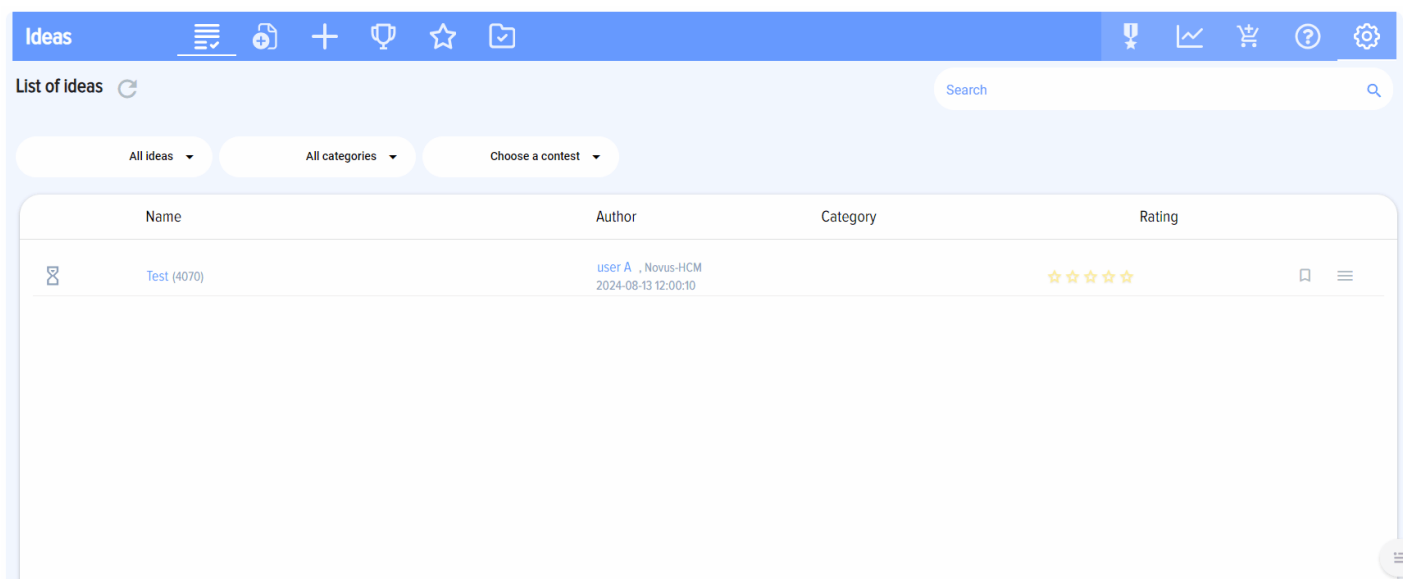 Ideas
List of ideas
Search
All ideas
All categories
Choose a contest
Name Author Category Rating
Test (4070)
user A , Novus-HCM
2024-08-13 12:00:10